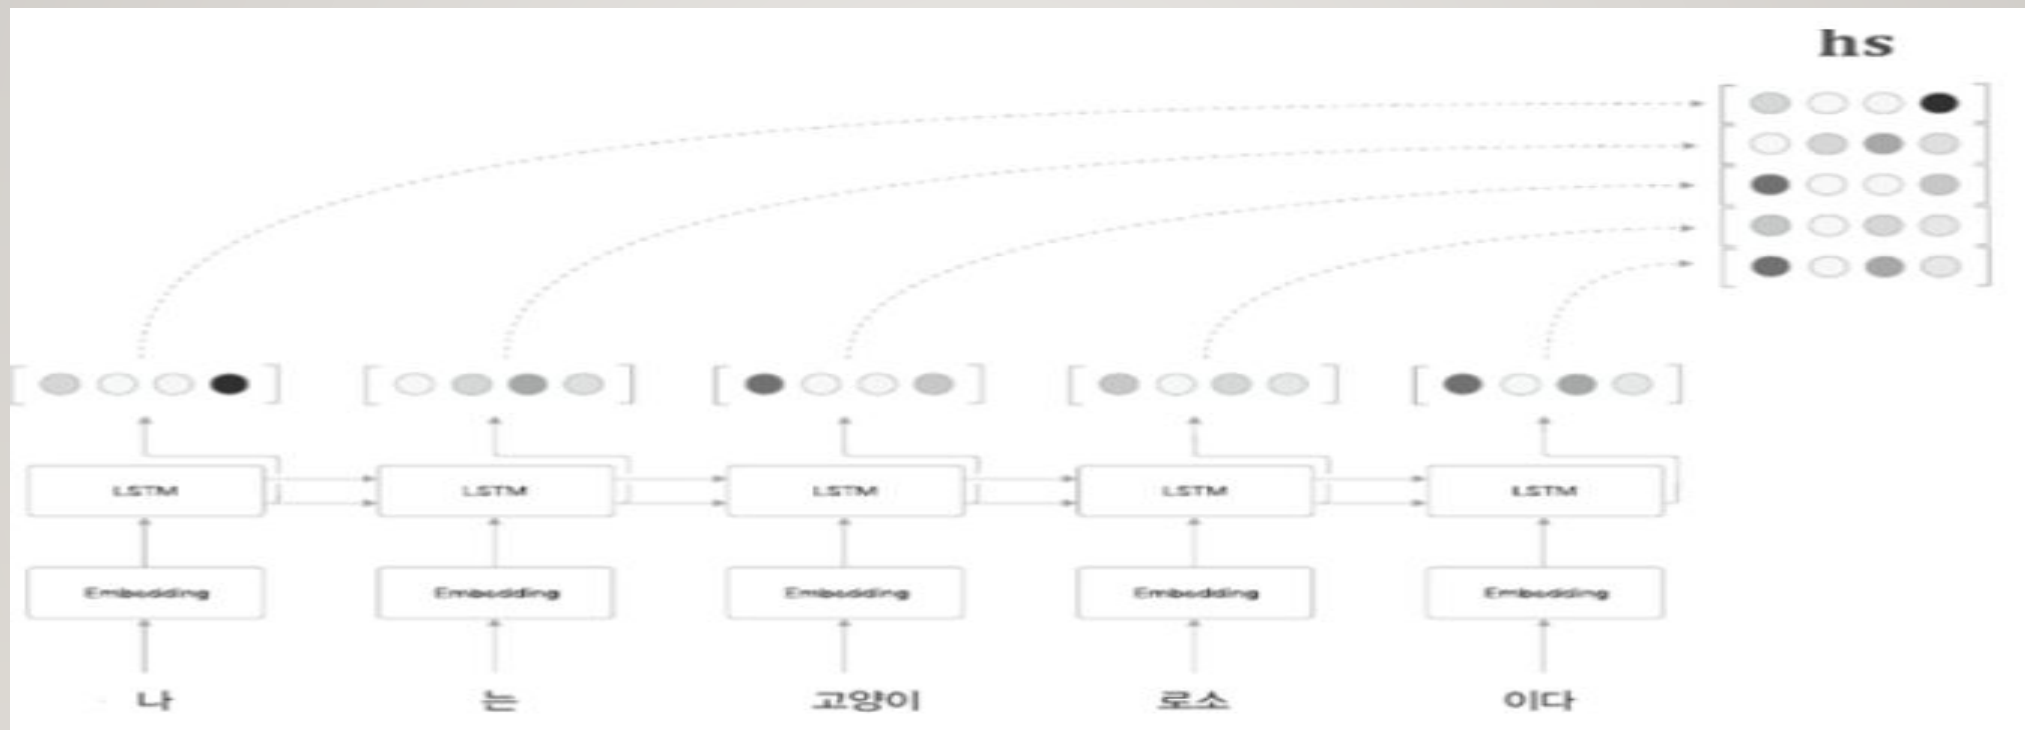 hs
LSTM LSTM LSTM LSTM LSTM
Embedding Embedding Embedding Embedding Embedding
나 는 고양이 로소 이다